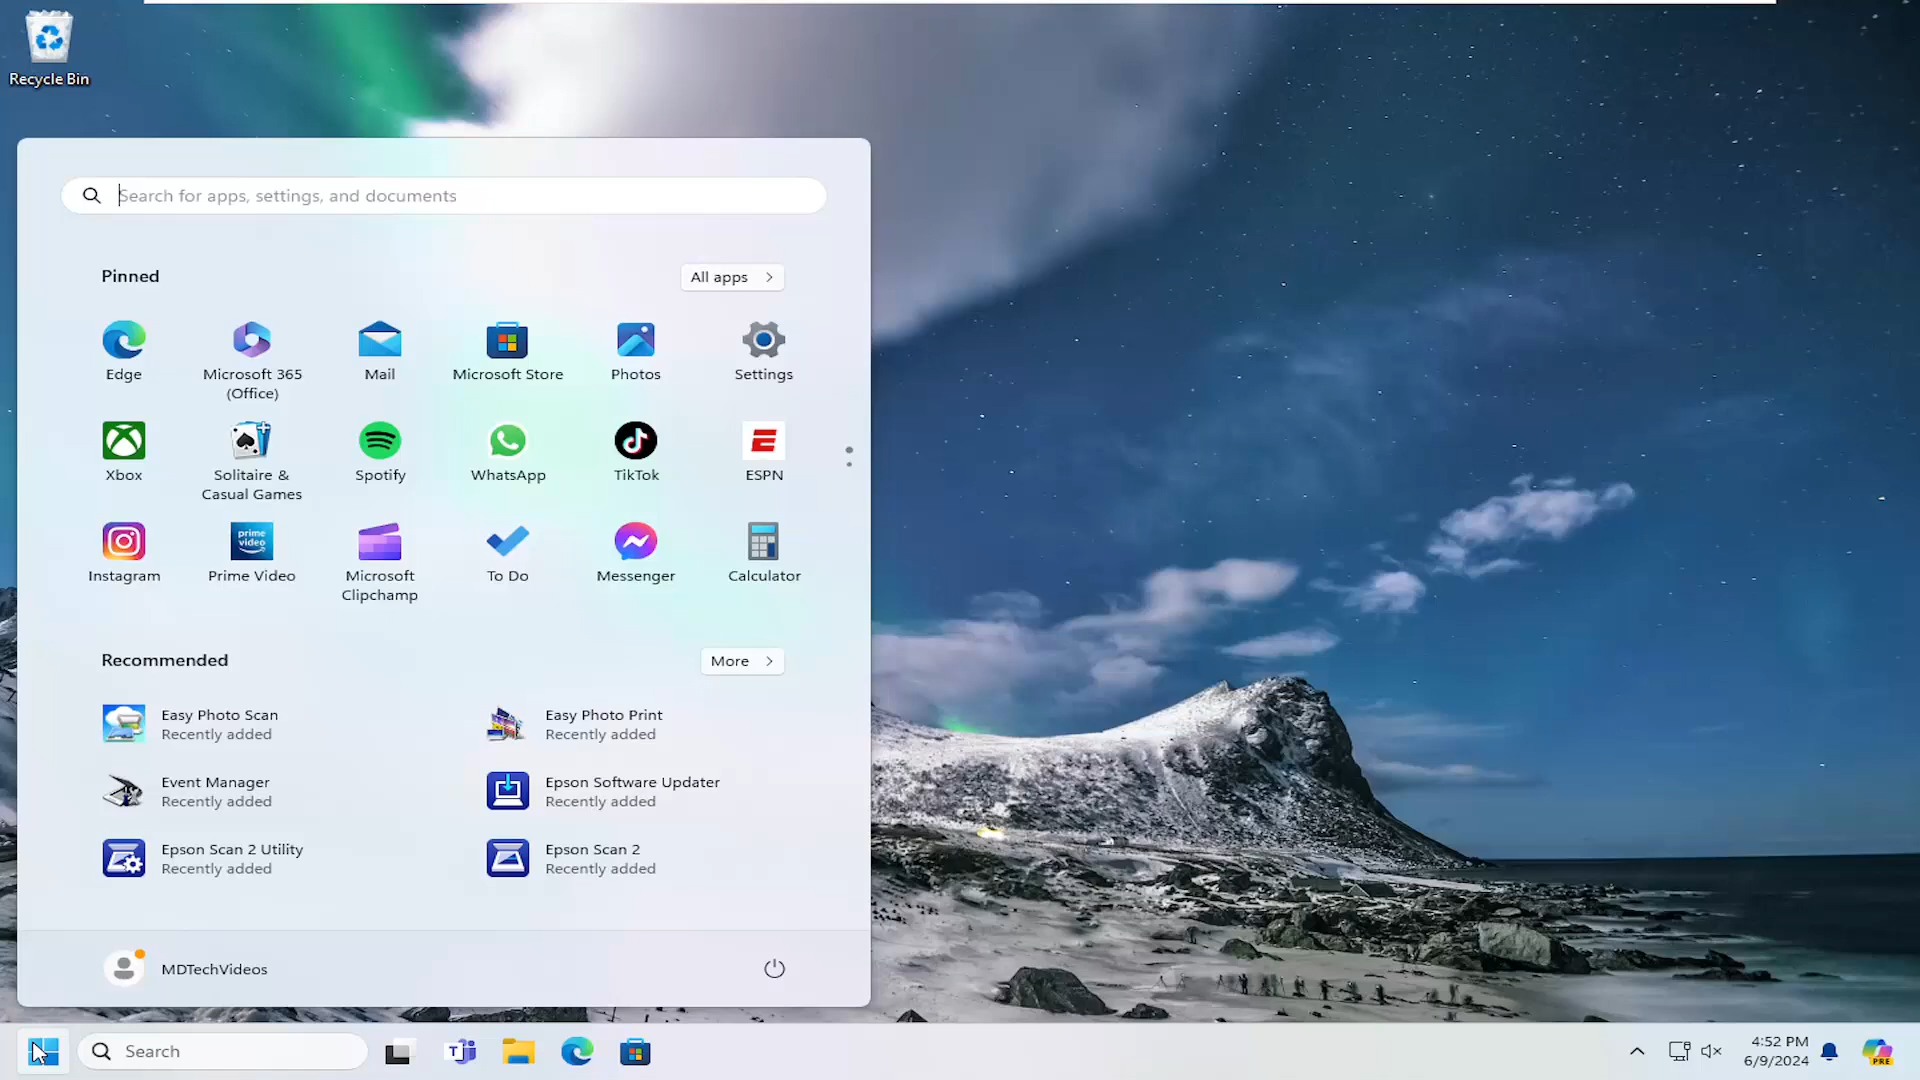 Recycle Bin
Search for apps, settings, and documents
Pinned
All apps
Edge
Microsoft 365
(Office)
Mail
Microsoft Store
Photos
Settings
Xbox
Solitaire &
Casual Games
Spotify
WhatsApp
TikTok
ESPN
Instagram
prime
video
Prime Video
Microsoft
Clipchamp
To Do
Messenger
Calculator
Recommended
More
Easy Photo Scan
Recently added
Easy Photo Print
Recently added
Event Manager
Recently added
Epson Software Updater
Recently added
Epson Scan 2 Utility
Recently added
Epson Scan 2
Recently added
MDTechVideos
Search
4:52 PM
6/9/2024
PRE